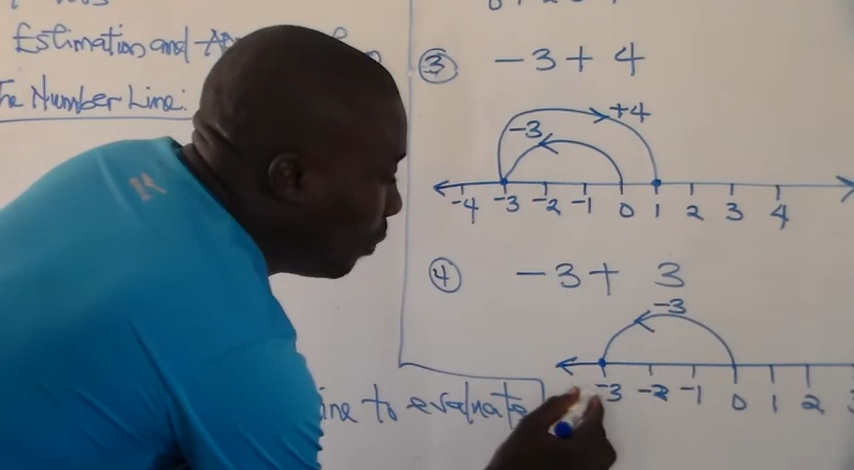 Estimation and
The Number Line:
line to evaluate
③ -3 + 4
+4
-3
-4 -3 -2 -1 0 1 2 3 4
④ -3 + 3
-3
-3 -2 -1 0 1 2